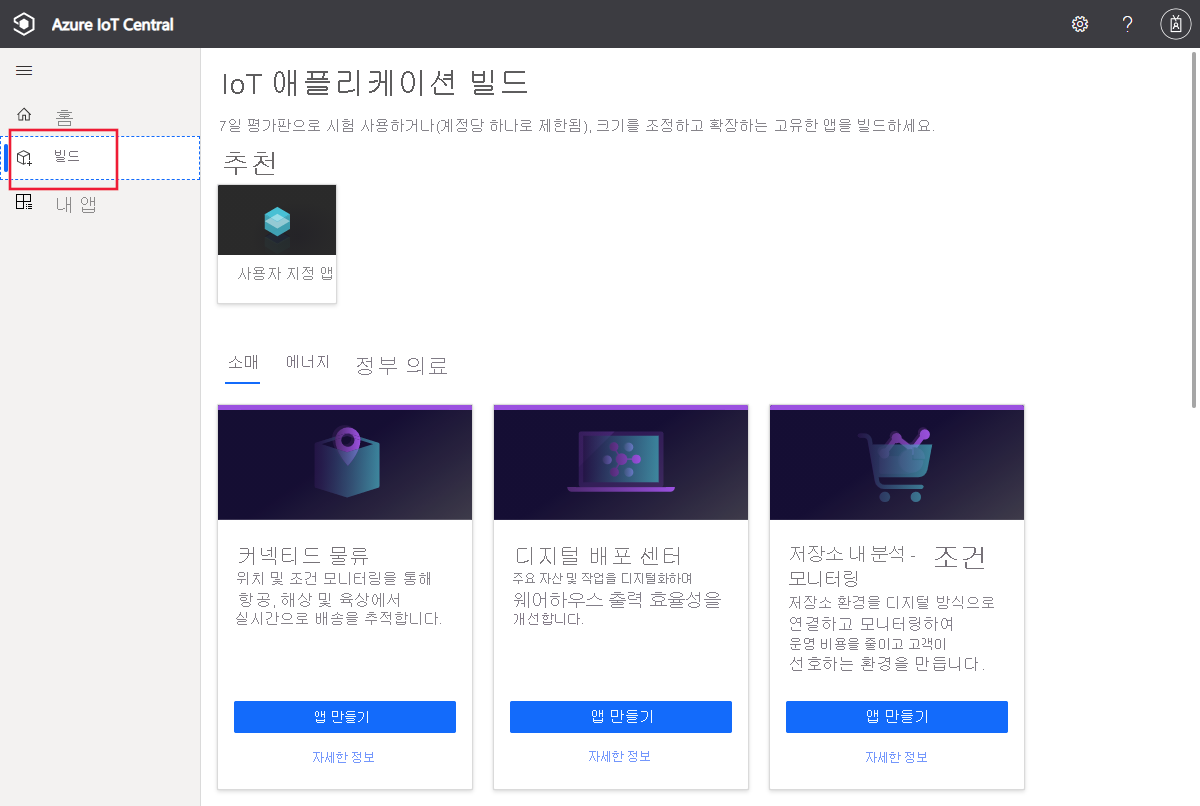 Azure IoT Central
?
홈
빌드
내 앱
IoT 애플리케이션 빌드
7일 평가판으로 시험 사용하거나(계정당 하나로 제한됨), 크기를 조정하고 확장하는 고유한 앱을 빌드하세요.
추천
사용자 지정 앱
소매 에너지 정부 의료
커넥티드 물류
위치 및 조건 모니터링을 통해
항공, 해상 및 육상에서
실시간으로 배송을 추적합니다.
앱 만들기
자세한 정보
디지털 배포 센터
주요 자산 및 작업을 디지털화하여
웨어하우스 출력 효율성을
개선합니다.
앱 만들기
자세한 정보
저장소 내 분석 - 조건
모니터링
저장소 환경을 디지털 방식으로
연결하고 모니터링하여
운영 비용을 줄이고 고객이
선호하는 환경을 만듭니다.
앱 만들기
자세한 정보